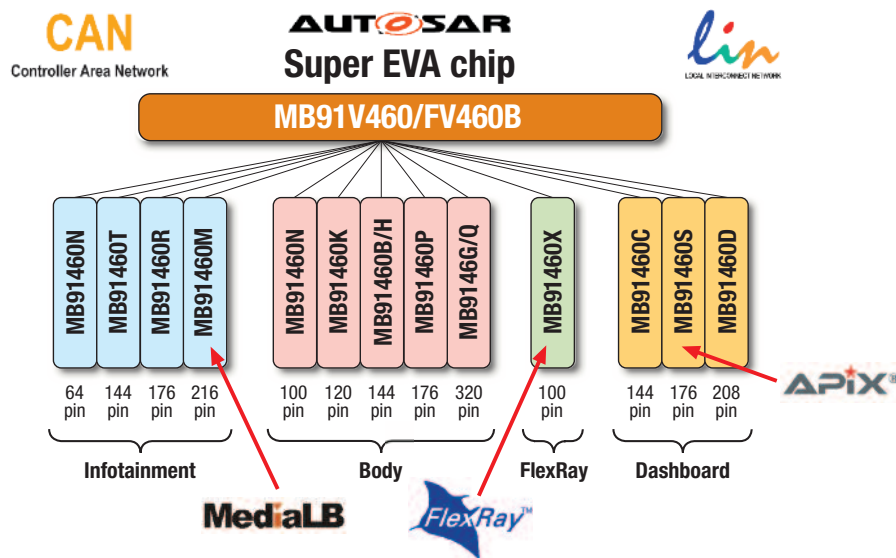 CAN
Controller Area Network
AUTOSAR
Super EVA chip
Lin
LOCAL INTERCONNECT NETWORK
MB91V460/FV460B
MB91460N
MB91460T
MB91460R
MB91460M
MB91460N
MB91460K
MB91460B/H
MB91460P
MB9146G/Q
MB91460X
MB91460C
MB91460S
MB91460D
64 pin
144 pin
176 pin
216 pin
100 pin
120 pin
144 pin
176 pin
320 pin
100 pin
144 pin
176 pin
208 pin
APiX®
Infotainment
Body
FlexRay
Dashboard
MediaLB
FlexRay™